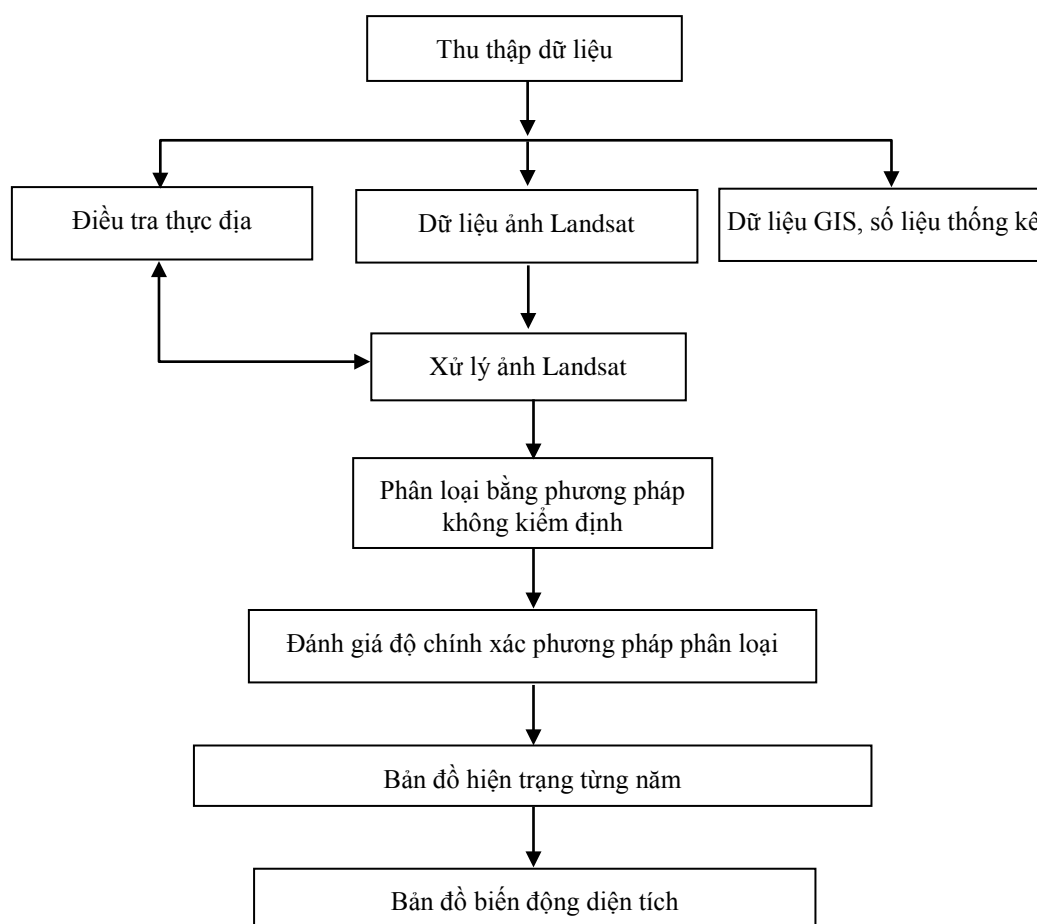 Thu thập dữ liệu
Điều tra thực địa
Dữ liệu ảnh Landsat
Dữ liệu GIS, số liệu thống kê
Xử lý ảnh Landsat
Phân loại bằng phương pháp
không kiểm định
Đánh giá độ chính xác phương pháp phân loại
Bản đồ hiện trạng từng năm
Bản đồ biến động diện tích